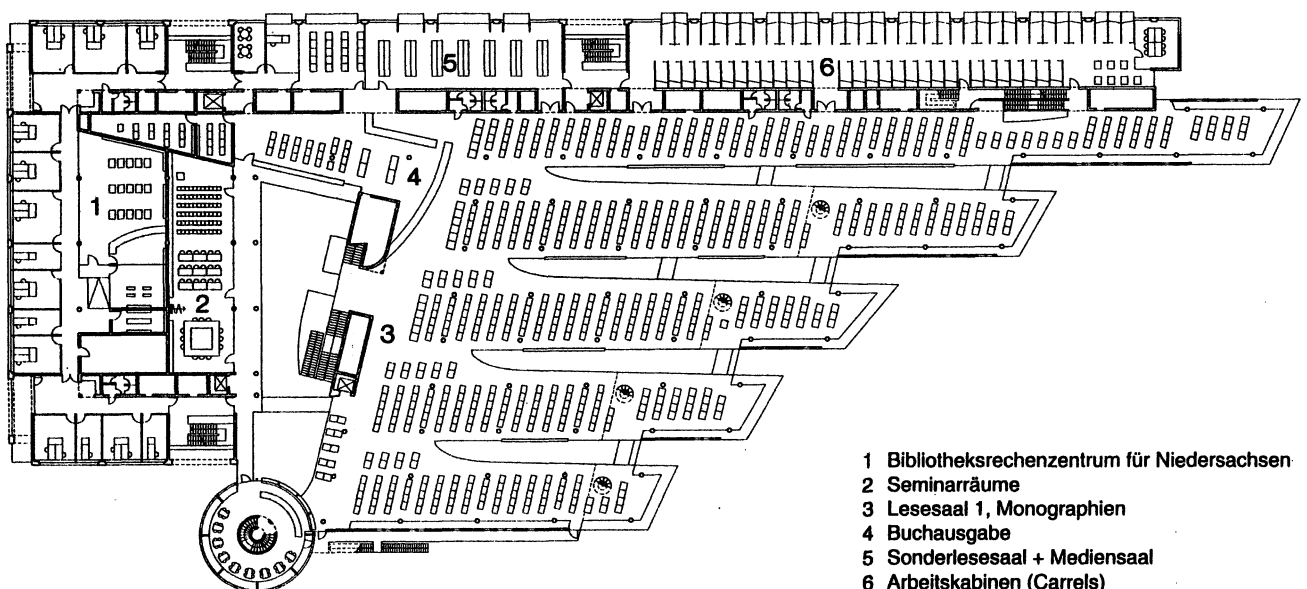 5
6
4
1
2
3
1 Bibliotheksrechenzentrum für Niedersachsen
2 Seminarräume
3 Lesesaal 1, Monographien
4 Buchausgabe
5 Sonderlesesaal + Mediensaal
6 Arbeitskabinen (Carrels)